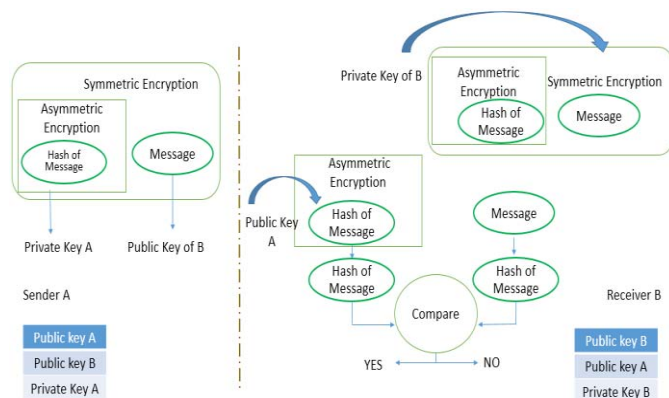 Symmetric Encryption
Asymmetric
Encryption
Hash of
Message
Message
Private Key A
Public Key of B
Sender A
Public key A
Public key B
Private Key A
Private Key of B
Asymmetric
Encryption
Hash of
Message
Symmetric Encryption
Message
Asymmetric
Encryption
Public Key
A
Hash of
Message
Message
Hash of
Message
Hash of
Message
Compare
YES
NO
Receiver B
Public key B
Public key A
Private Key B